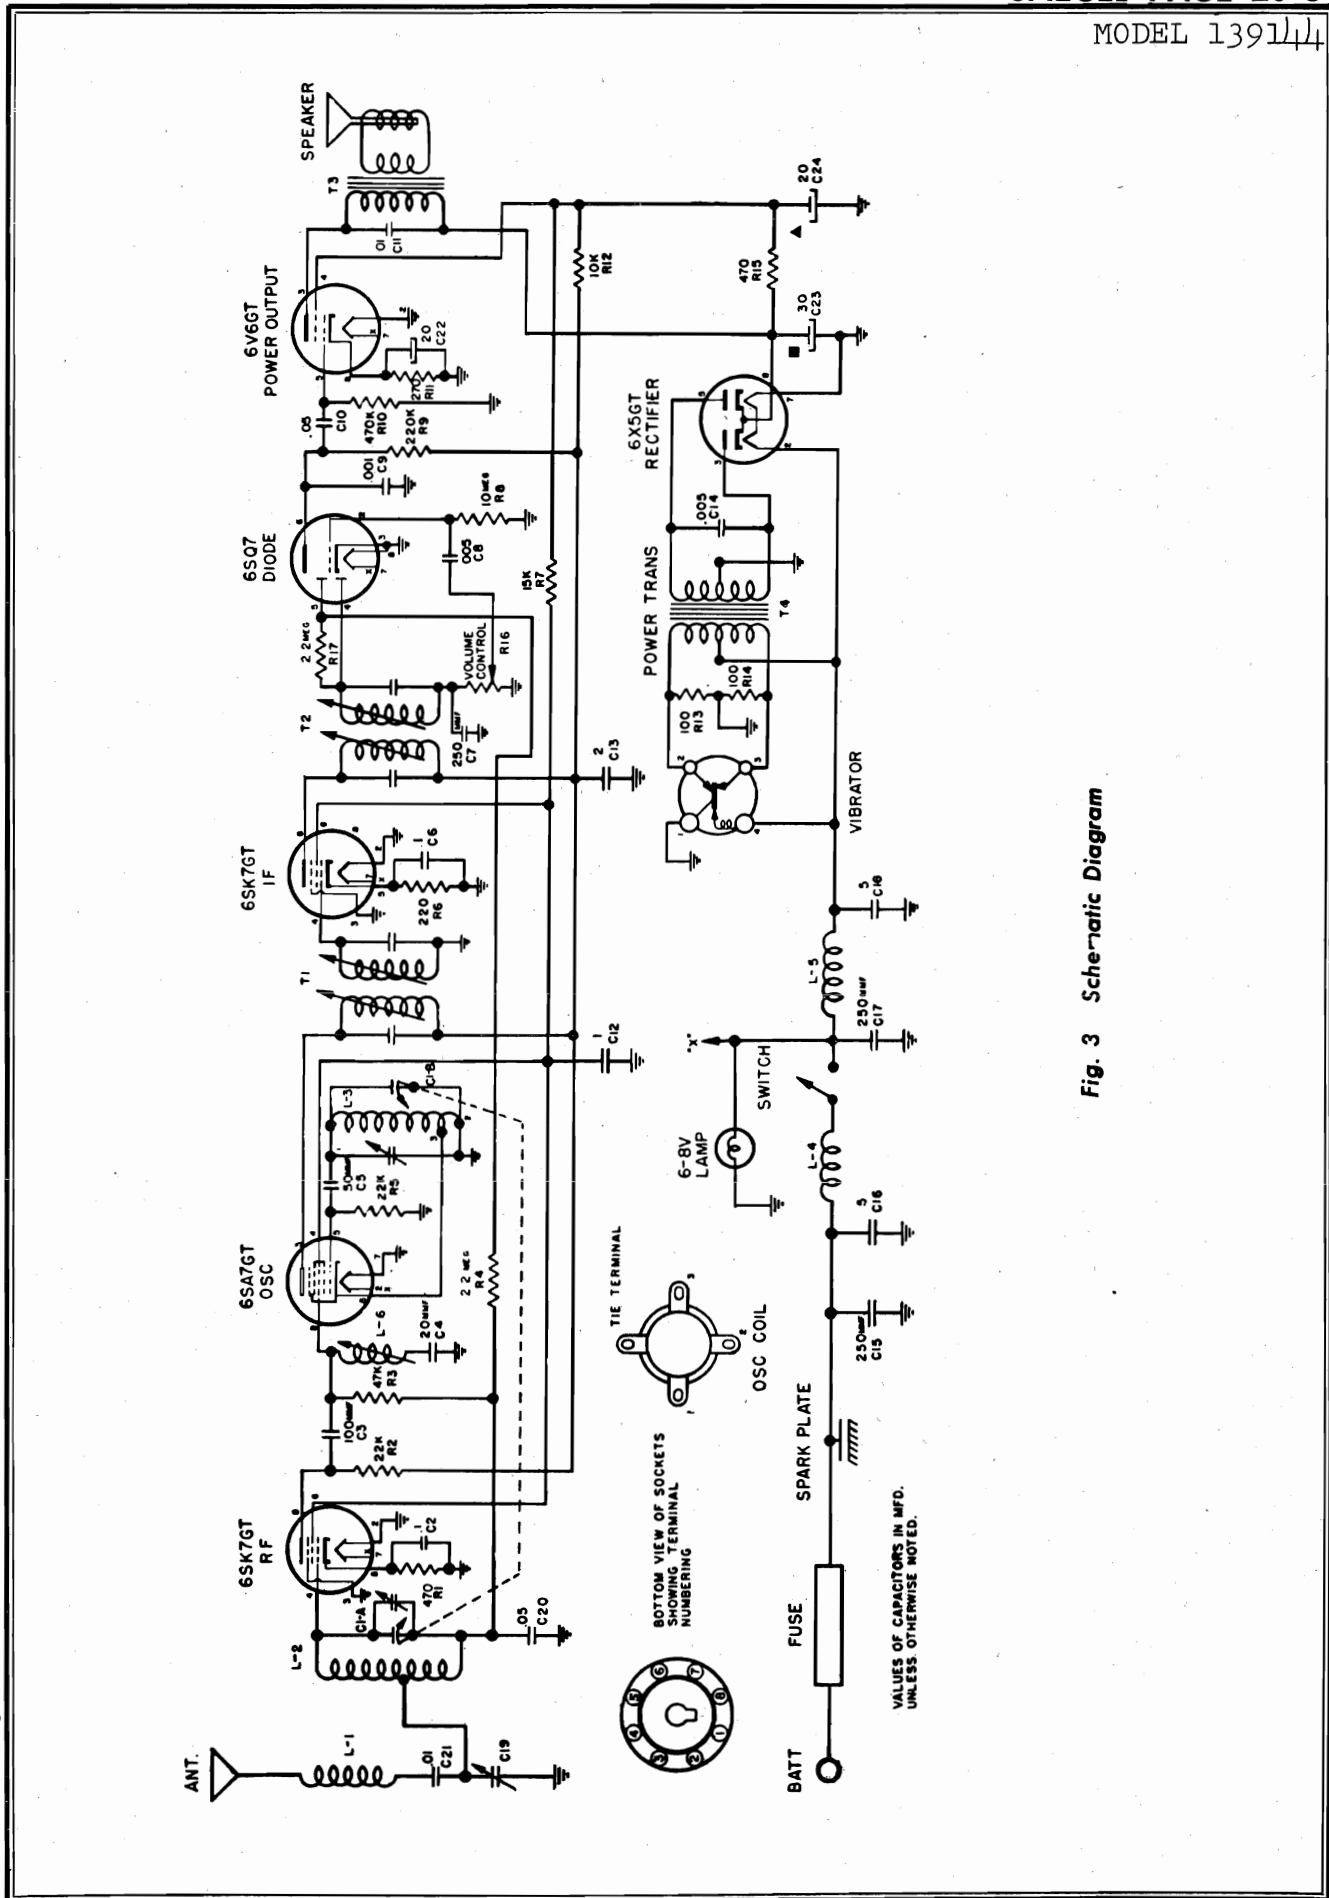 MODEL 139144
ANT.
L-1
.01
C21
C19
L-2
C1-A
.05
C20
6SK7GT
RF
470
R1
.1
C2
22K
R2
100MMF
C3
47K
R3
L-6
20MMF
C4
6SA7GT
OSC
2.2 MEG
R4
22K
R5
50MMF
C5
L-3
C1-B
.1
C12
T1
6SK7GT
IF
220
R6
.1
C6
T2
250 MMF
C7
.2
C13
2.2 MEG
R17
VOLUME
CONTROL
R16
6SQ7
DIODE
.005
C8
10 MEG
R8
15K
R7
.001
C9
220K
R9
.05
C10
470K
R10
6V6GT
POWER OUTPUT
270
R11
20
C22
.01
C11
T3
SPEAKER
10K
R12
BOTTOM VIEW OF SOCKETS
SHOWING TERMINAL
NUMBERING
TIE TERMINAL
OSC COIL
6-8V
LAMP
"X"
SWITCH
POWER TRANS
100
R13
100
R14
T4
.005
C14
6X5GT
RECTIFIER
30
C23
470
R15
20
C24
VIBRATOR
BATT
FUSE
SPARK PLATE
250MMF
C15
.5
C16
L-4
250MMF
C17
L-5
.5
C18
VALUES OF CAPACITORS IN MFD.
UNLESS OTHERWISE NOTED.
Fig. 3 Schematic Diagram